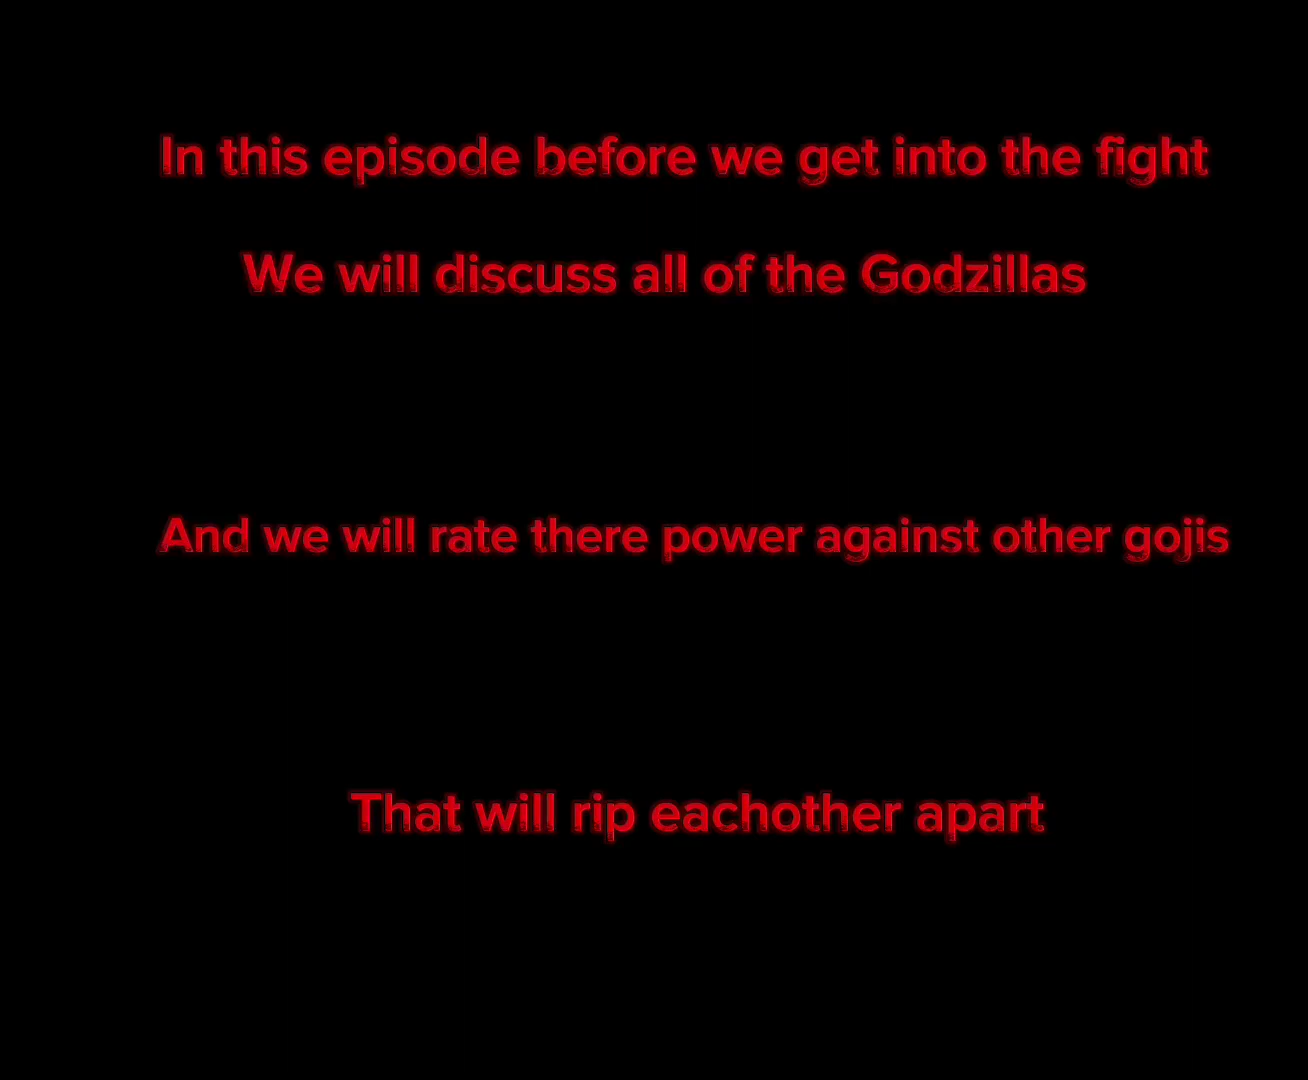 In this episode before we get into the fight
We will discuss all of the Godzillas
And we will rate there power against other gojis
That will rip eachother apart